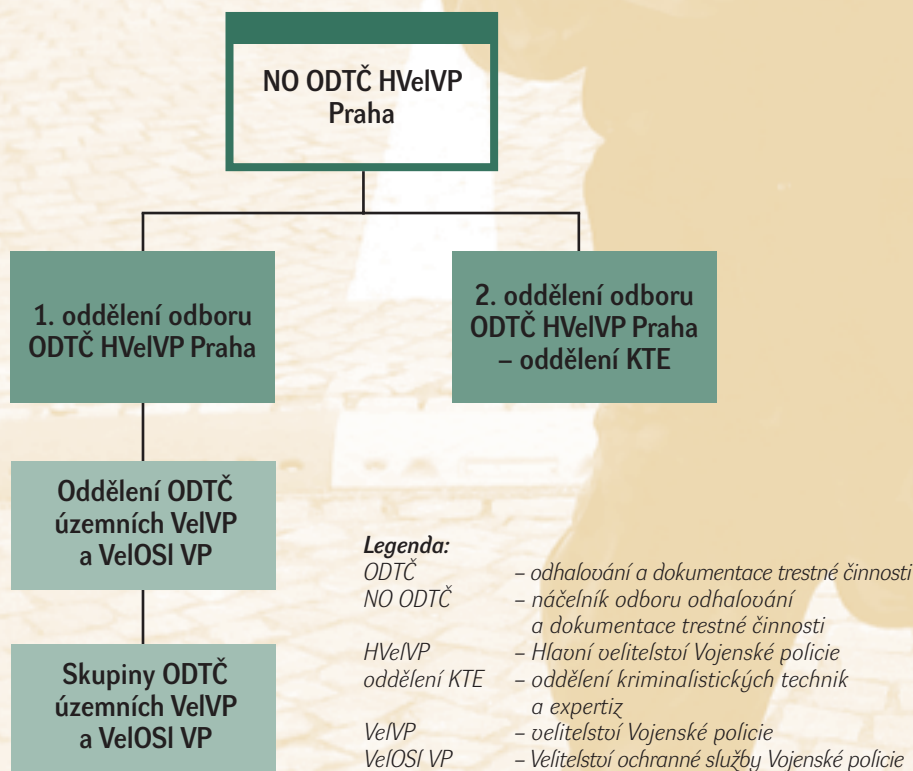 NO ODTČ HVelVP
Praha
1. oddělení odboru
ODTČ HVelVP Praha
2. oddělení odboru
ODTČ HVelVP Praha
– oddělení KTE
Oddělení ODTČ
územních VelVP
a VelOSl VP
Skupiny ODTČ
územních VelVP
a VelOSl VP
Legenda:
ODTČ – odhalování a dokumentace trestné činnosti
NO ODTČ – náčelník odboru odhalování
a dokumentace trestné činnosti
HVelVP – Hlavní velitelství Vojenské policie
oddělení KTE – oddělení kriminalistických technik
a expertiz
VelVP – velitelství Vojenské policie
VelOSl VP – Velitelství ochranné služby Vojenské policie